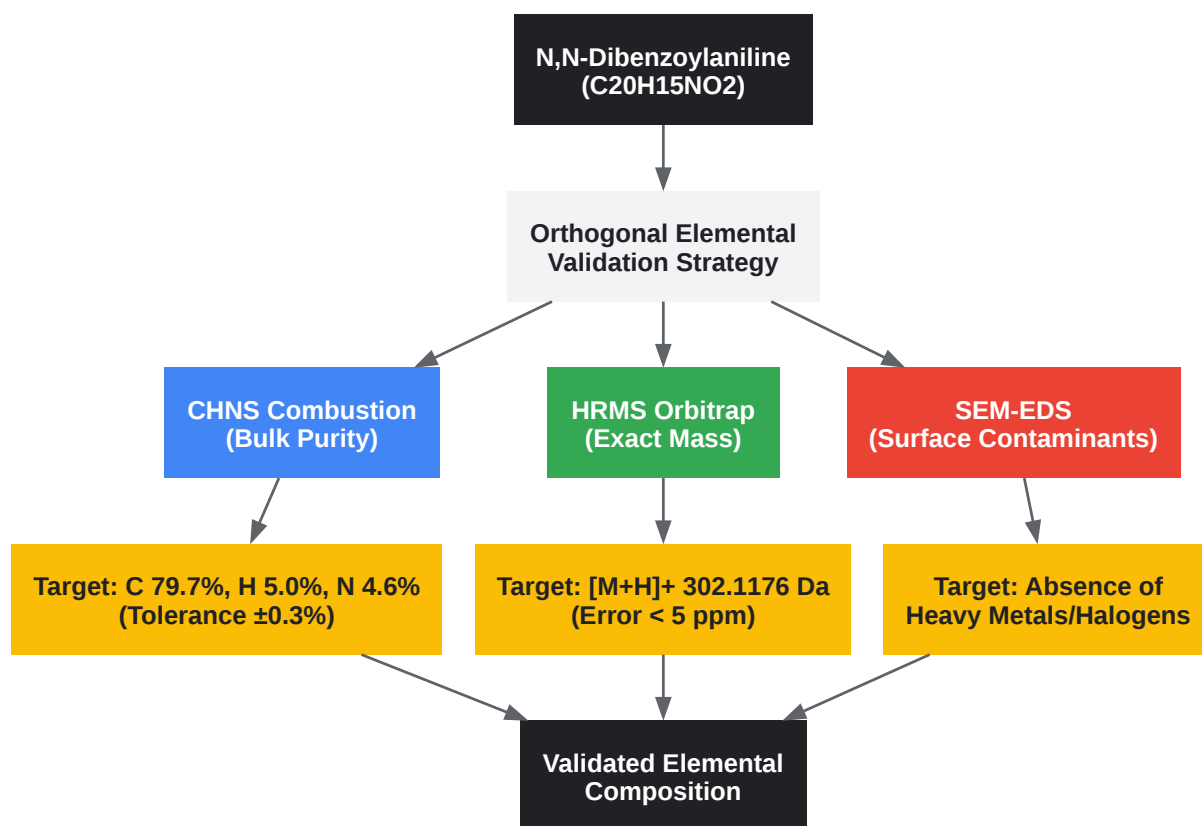 N,N-Dibenzoylaniline
(C20H15NO2)
Orthogonal Elemental
Validation Strategy
CHNS Combustion
(Bulk Purity)
HRMS Orbitrap
(Exact Mass)
SEM-EDS
(Surface Contaminants)
Target: C 79.7%, H 5.0%, N 4.6%
(Tolerance ±0.3%)
Target: [M+H]+ 302.1176 Da
(Error < 5 ppm)
Target: Absence of
Heavy Metals/Halogens
Validated Elemental
Composition